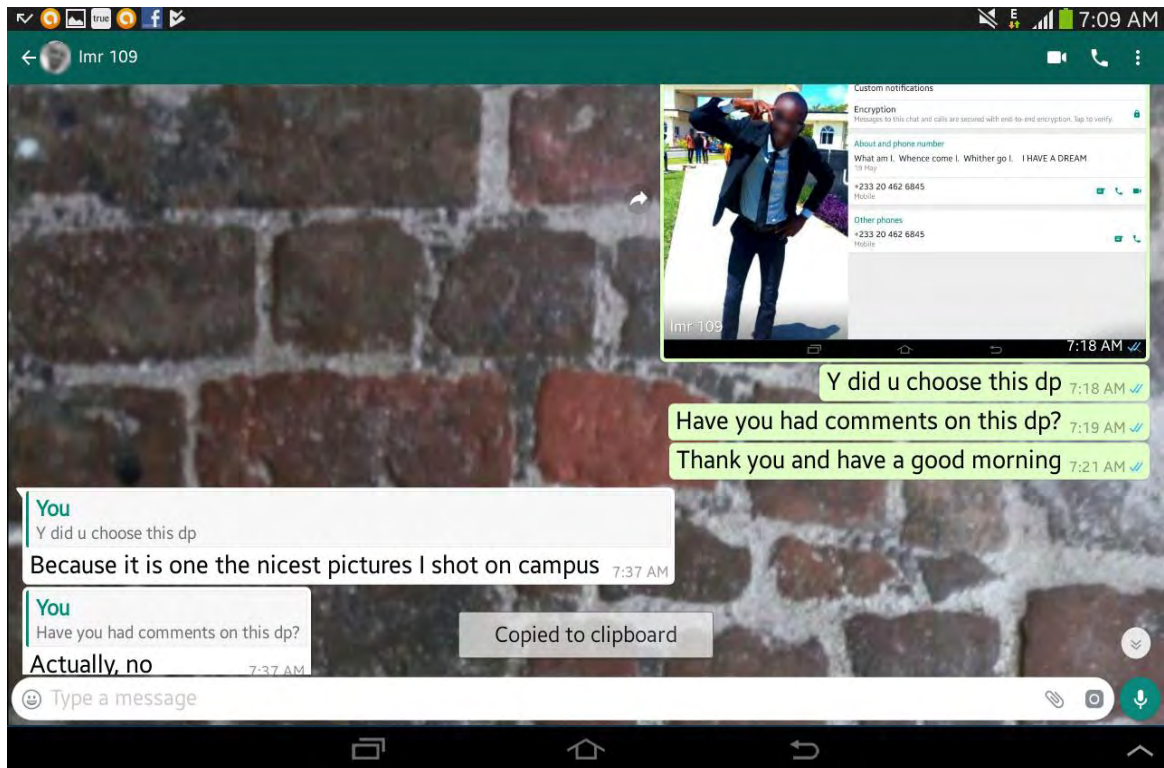 true
E
7:09 AM
Imr 109
Custom notifications
Encryption
Messages to this chat and calls are secured with end-to-end encryption. Tap to verify.
About and phone number
What am I. Whence come I. Whither go I. I HAVE A DREAM
19 May
+233 20 462 6845
Mobile
Other phones
+233 20 462 6845
Mobile
Imr 109
7:18 AM
Y did u choose this dp 7:18 AM
Have you had comments on this dp? 7:19 AM
Thank you and have a good morning 7:21 AM
You
Y did u choose this dp
Because it is one the nicest pictures I shot on campus 7:37 AM
You
Have you had comments on this dp?
Actually, no 7:37 AM
Copied to clipboard
Type a message